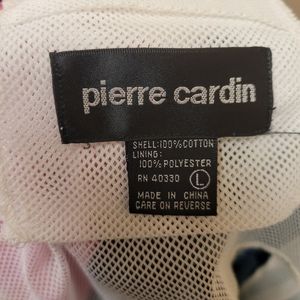 pierre cardin
SHELL:100%COTTON
LINING:
100%POLYESTER
RN 40330 L
MADE IN CHINA
CARE ON REVERSE